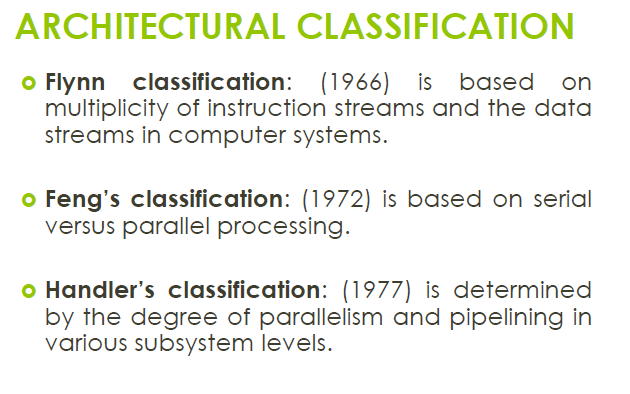 ARCHITECTURAL CLASSIFICATION
Flynn classification: (1966) is based on
multiplicity of instruction streams and the data
streams in computer systems.
Feng's classification: (1972) is based on serial
versus parallel processing.
Handler's classification: (1977) is determined
by the degree of parallelism and pipelining in
various subsystem levels.